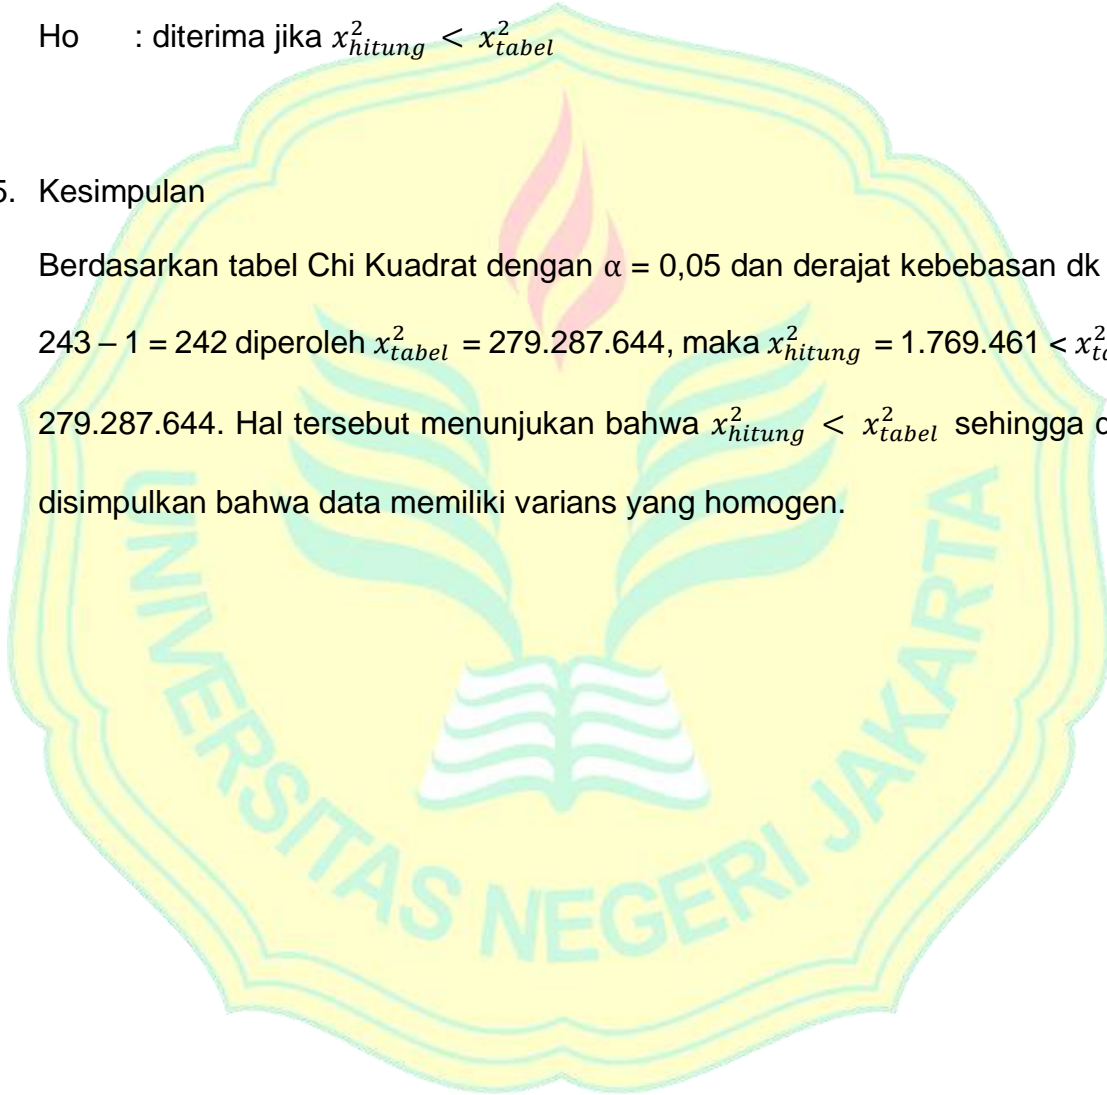 Ho : diterima jika x²hitung < x²tabel
5. Kesimpulan
Berdasarkan tabel Chi Kuadrat dengan α = 0,05 dan derajat kebebasan dk
243 – 1 = 242 diperoleh x²tabel = 279.287.644, maka x²hitung = 1.769.461 < x²ta
279.287.644. Hal tersebut menunjukan bahwa x²hitung < x²tabel sehingga d
disimpulkan bahwa data memiliki varians yang homogen.
UNIVERSITAS NEGERI JAKARTA